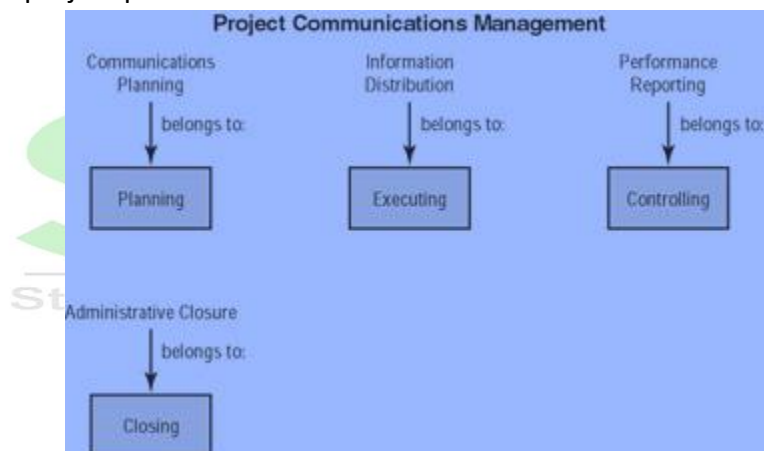 Project Communications Management
Communications
Planning
belongs to:
Planning
Information
Distribution
belongs to:
Executing
Performance
Reporting
belongs to:
Controlling
Administrative Closure
belongs to:
Closing